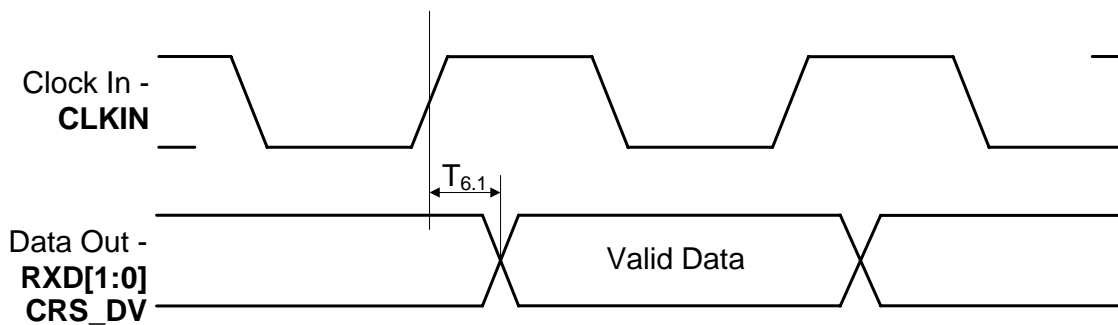 Clock In -
CLKIN
T6.1
Data Out -
RXD[1:0]
CRS_DV
Valid Data